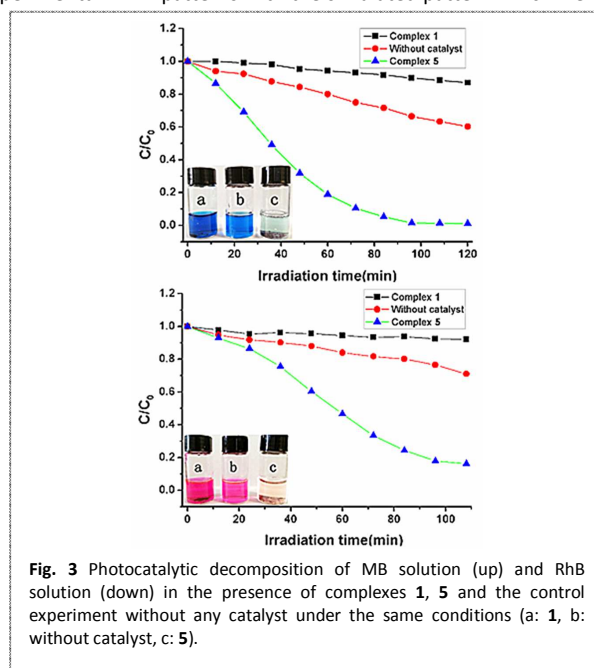 1.2
1.0
0.8
0.6
0.4
0.2
0.0
C/C0
Complex 1
Without catalyst
Complex 5
a b c
0 20 40 60 80 100 120
Irradiation time(min)
1.2
1.0
0.8
0.6
0.4
0.2
0.0
C/C0
Complex 1
Without catalyst
Complex 5
a b c
0 20 40 60 80 100
Irradiation time(min)
Fig. 3 Photocatalytic decomposition of MB solution (up) and RhB
solution (down) in the presence of complexes 1, 5 and the control
experiment without any catalyst under the same conditions (a: 1, b:
without catalyst, c: 5).